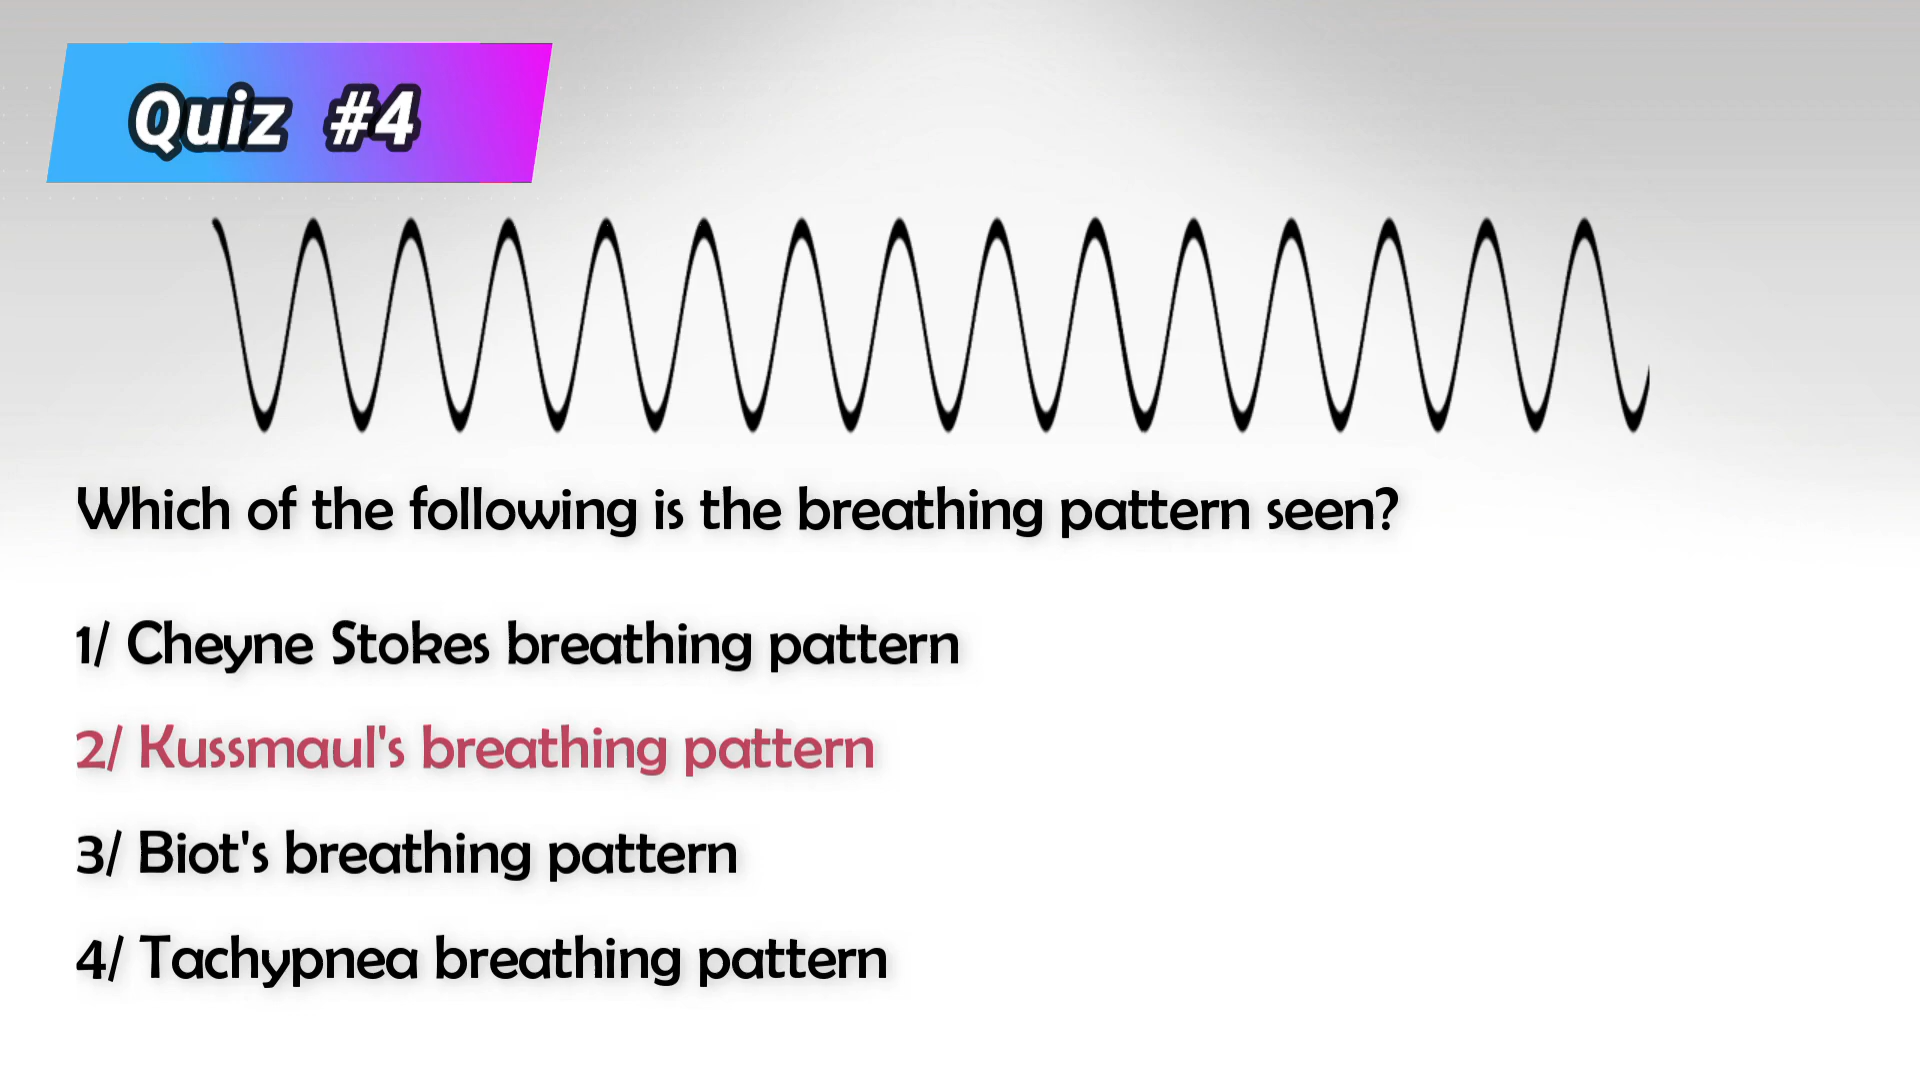 Quiz #4
Which of the following is the breathing pattern seen?
1/ Cheyne Stokes breathing pattern
2/ Kussmaul's breathing pattern
3/ Biot's breathing pattern
4/ Tachypnea breathing pattern